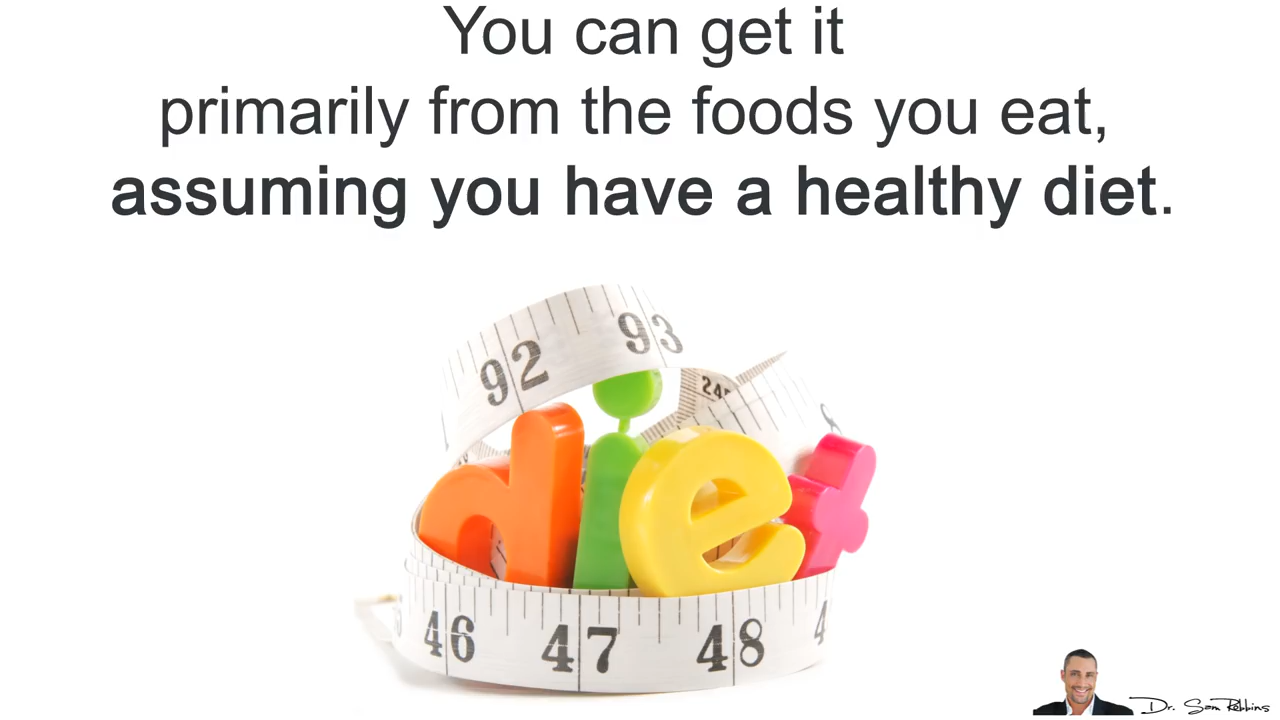 You can get it
primarily from the foods you eat,
assuming you have a healthy diet.
92 93
24
diet
46 47 48 4
Dr. Sam Robbins